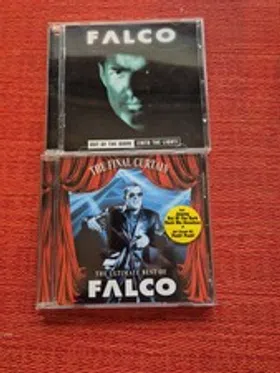 FALCO
OUT OF THE DARK (INTO THE LIGHT)
THE FINAL CURTAIN
THE ULTIMATE BEST OF
FALCO